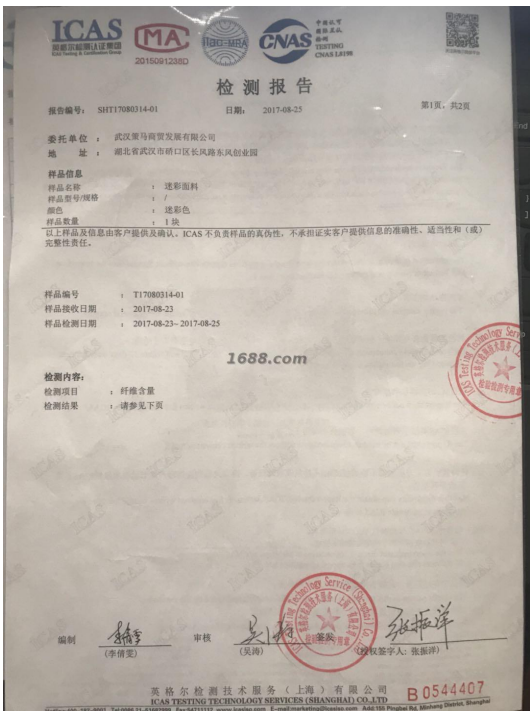 ICAS
英格尔检测认证集团
MA
2015091238D
ilac-MRA
CNAS
中国认可
国际互认
检测
TESTING
CNAS L5198
检测报告
报告编号： SHT17080314-01 日期： 2017-08-25 第1页，共2页
委托单位 ： 武汉策马商贸发展有限公司
地 址 ： 湖北省武汉市硚口区长风路东风创业园
样品信息
样品名称 ： 迷彩面料
样品型号/规格 ： /
颜色 ： 迷彩色
样品数量 ： 1块
以上样品及信息由客户提供及确认，ICAS 不负责样品的真伪性，不承担证实客户提供信息的准确性、适当性和（或）
完整性责任。
样品编号 ： T17080314-01
样品接收日期 ： 2017-08-23
样品检测日期 ： 2017-08-23~2017-08-25
1688.com
检测内容：
检测项目 ： 纤维含量
检测结果 ： 请参见下页
编制 李倩雯 审核 吴涛 签发 张振洋
(李倩雯) (吴涛) (授权签字人：张振洋)
英格尔检测技术服务（上海）有限公司
ICAS TESTING TECHNOLOGY SERVICES (SHANGHAI) CO.,LTD
B0544407